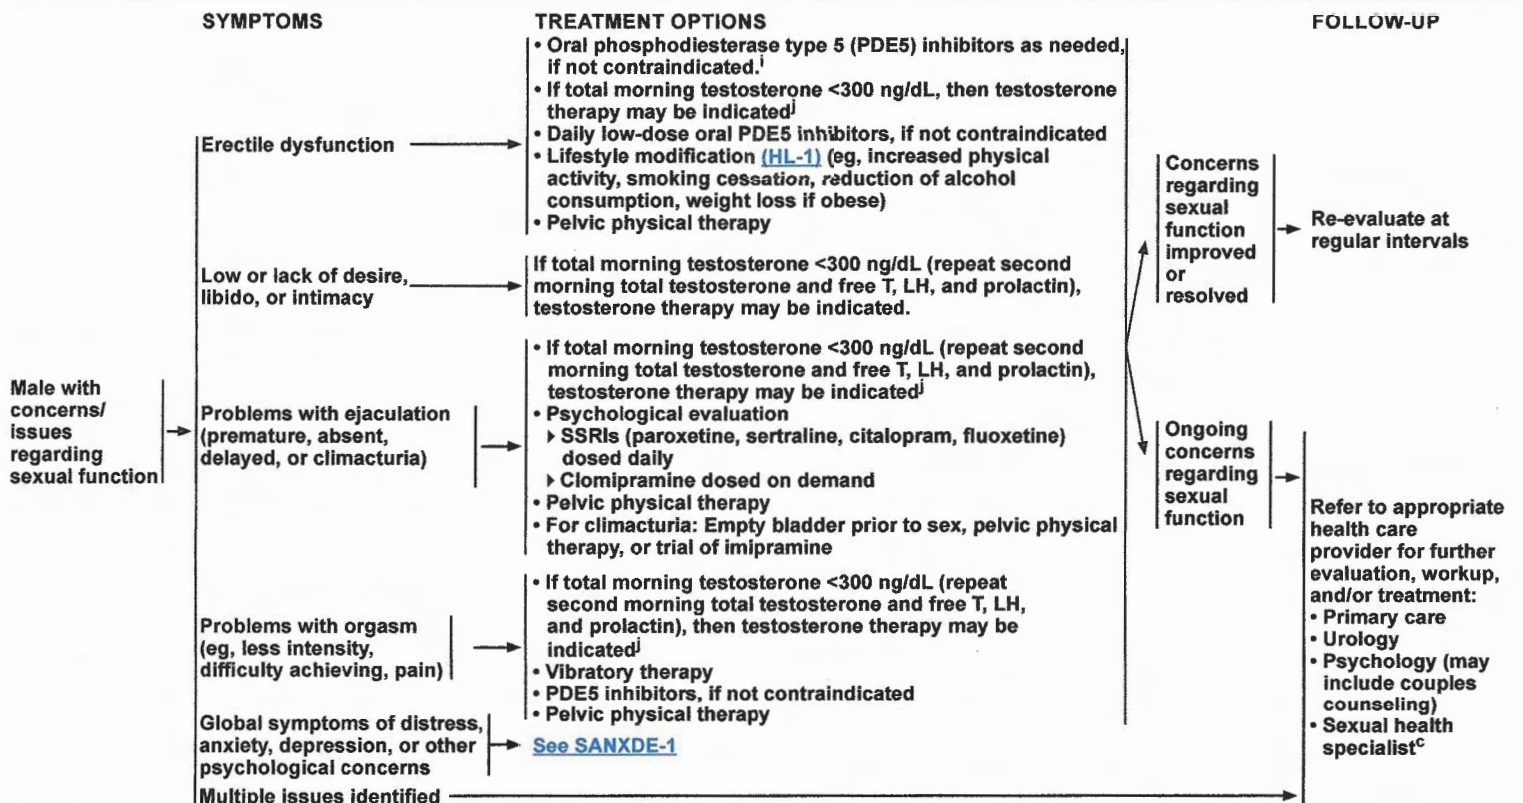 SYMPTOMS
TREATMENT OPTIONS
FOLLOW-UP
Male with
concerns/
issues
regarding
sexual function
Erectile dysfunction
• Oral phosphodiesterase type 5 (PDE5) inhibitors as needed,
if not contraindicated.i
• If total morning testosterone <300 ng/dL, then testosterone
therapy may be indicatedj
• Daily low-dose oral PDE5 inhibitors, if not contraindicated
• Lifestyle modification (HL-1) (eg, increased physical
activity, smoking cessation, reduction of alcohol
consumption, weight loss if obese)
• Pelvic physical therapy
Low or lack of desire,
libido, or intimacy
If total morning testosterone <300 ng/dL (repeat second
morning total testosterone and free T, LH, and prolactin),
testosterone therapy may be indicated.
Problems with ejaculation
(premature, absent,
delayed, or climacturia)
• If total morning testosterone <300 ng/dL (repeat second
morning total testosterone and free T, LH, and prolactin),
testosterone therapy may be indicatedj
• Psychological evaluation
▸ SSRIs (paroxetine, sertraline, citalopram, fluoxetine)
dosed daily
▸ Clomipramine dosed on demand
• Pelvic physical therapy
• For climacturia: Empty bladder prior to sex, pelvic physical
therapy, or trial of imipramine
Problems with orgasm
(eg, less intensity,
difficulty achieving, pain)
• If total morning testosterone <300 ng/dL (repeat
second morning total testosterone and free T, LH,
and prolactin), then testosterone therapy may be
indicatedj
• Vibratory therapy
• PDE5 inhibitors, if not contraindicated
• Pelvic physical therapy
Global symptoms of distress,
anxiety, depression, or other
psychological concerns
See SANXDE-1
Multiple issues identified
Concerns
regarding
sexual
function
improved
or
resolved
Re-evaluate at
regular intervals
Ongoing
concerns
regarding
sexual
function
Refer to appropriate
health care
provider for further
evaluation, workup,
and/or treatment:
• Primary care
• Urology
• Psychology (may
include couples
counseling)
• Sexual health
specialistc